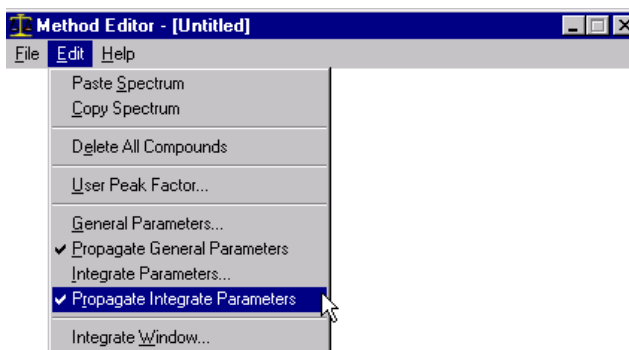 Method Editor - [Untitled]
File Edit Help
Paste Spectrum
Copy Spectrum
Delete All Compounds
User Peak Factor...
General Parameters...
Propagate General Parameters
Integrate Parameters...
Propagate Integrate Parameters
Integrate Window...